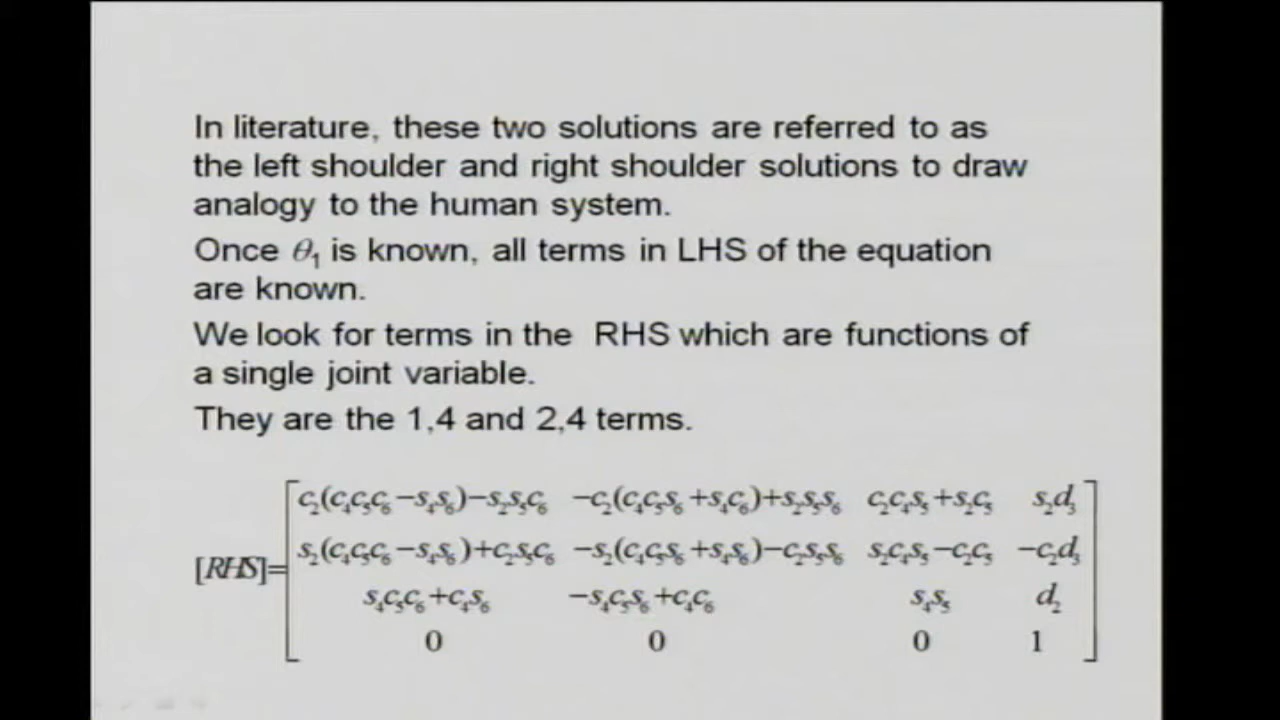 In literature, these two solutions are referred to as
the left shoulder and right shoulder solutions to draw
analogy to the human system.
Once θ₁ is known, all terms in LHS of the equation
are known.
We look for terms in the RHS which are functions of
a single joint variable.
They are the 1,4 and 2,4 terms.
c₂(c₄c₅c₆−s₄s₆)−s₂s₅c₆ −c₂(c₄c₅s₆+s₄c₆)+s₂s₅s₆ c₂c₄s₅+s₂c₅ s₂d₃
[RHS]= s₂(c₄c₅c₆−s₄s₆)+c₂s₅c₆ −s₂(c₄c₅s₆+s₄s₆)−c₂s₅s₆ s₂c₄s₅−c₂c₅ −c₂d₃
s₄c₅c₆+c₄s₆ −s₄c₅s₆+c₄c₆ s₄s₅ d₂
0 0 0 1